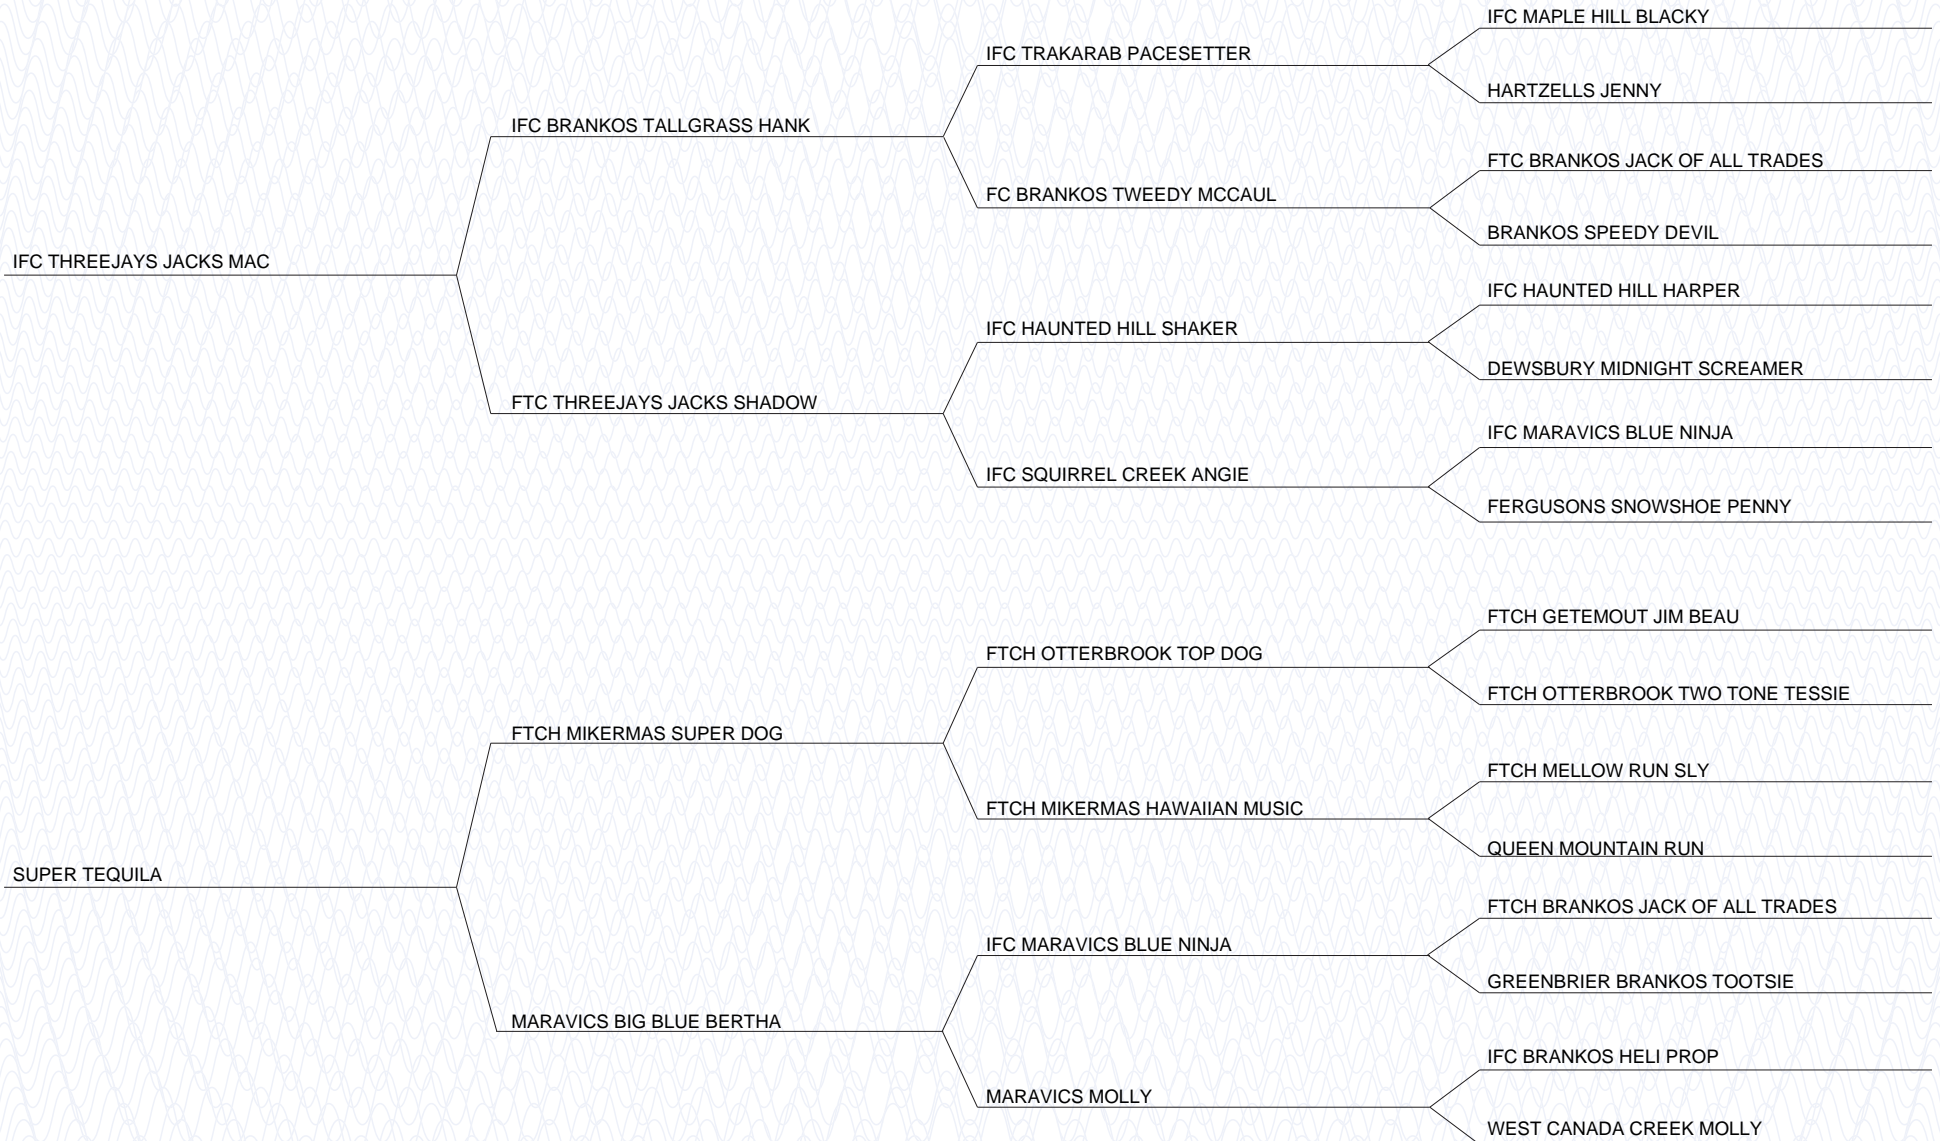 IFC MAPLE HILL BLACKY
IFC TRAKARAB PACESETTER
HARTZELLS JENNY
IFC BRANKOS TALLGRASS HANK
FTC BRANKOS JACK OF ALL TRADES
FC BRANKOS TWEEDY MCCAUL
BRANKOS SPEEDY DEVIL
IFC THREEJAYS JACKS MAC
IFC HAUNTED HILL HARPER
IFC HAUNTED HILL SHAKER
DEWSBURY MIDNIGHT SCREAMER
FTC THREEJAYS JACKS SHADOW
IFC MARAVICS BLUE NINJA
IFC SQUIRREL CREEK ANGIE
FERGUSONS SNOWSHOE PENNY
FTCH GETEMOUT JIM BEAU
FTCH OTTERBROOK TOP DOG
FTCH OTTERBROOK TWO TONE TESSIE
FTCH MIKERMAS SUPER DOG
FTCH MELLOW RUN SLY
FTCH MIKERMAS HAWAIIAN MUSIC
QUEEN MOUNTAIN RUN
SUPER TEQUILA
FTCH BRANKOS JACK OF ALL TRADES
IFC MARAVICS BLUE NINJA
GREENBRIER BRANKOS TOOTSIE
MARAVICS BIG BLUE BERTHA
IFC BRANKOS HELI PROP
MARAVICS MOLLY
WEST CANADA CREEK MOLLY